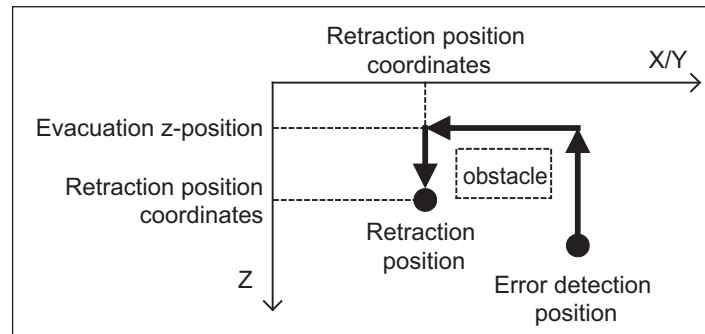 Retraction position
coordinates
X/Y
Evacuation z-position
obstacle
Retraction position
coordinates
Retraction
position
Z
Error detection
position